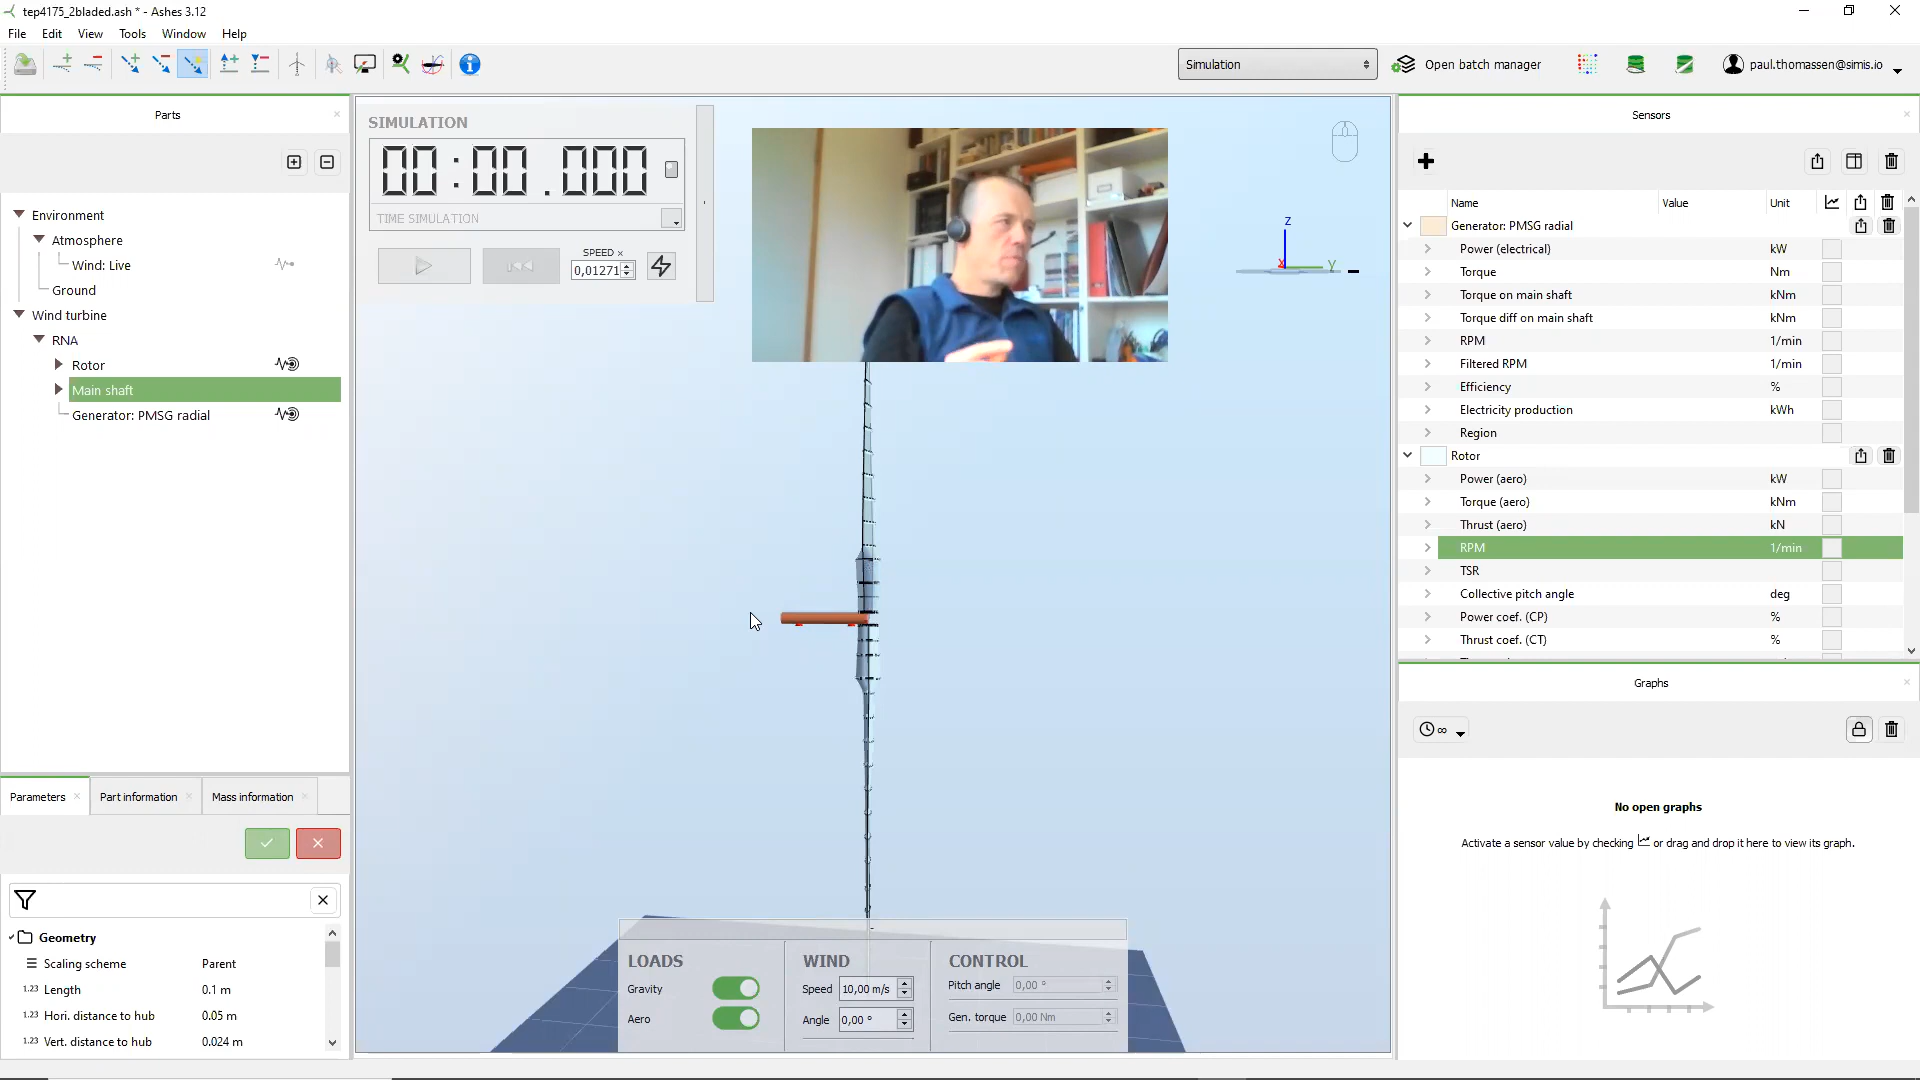 tep4175_2bladed.ash * - Ashes 3.12
File Edit View Tools Window Help
Simulation
Open batch manager
paul.thomassen@simis.io
Parts
Environment
Atmosphere
Wind: Live
Ground
Wind turbine
RNA
Rotor
Main shaft
Generator: PMSG radial
Parameters
Part information
Mass information
Geometry
Scaling scheme Parent
1.23 Length 0.1 m
1.23 Hori. distance to hub 0.05 m
1.23 Vert. distance to hub 0.024 m
SIMULATION
00:00.000
TIME SIMULATION
SPEED x
0,01271
z
x
y
LOADS
Gravity
Aero
WIND
Speed 10,00 m/s
Angle 0,00 °
CONTROL
Pitch angle 0,00 °
Gen. torque 0,00 Nm
Sensors
Name Value Unit
Generator: PMSG radial
Power (electrical) kW
Torque Nm
Torque on main shaft kNm
Torque diff on main shaft kNm
RPM 1/min
Filtered RPM 1/min
Efficiency %
Electricity production kWh
Region
Rotor
Power (aero) kW
Torque (aero) kNm
Thrust (aero) kN
RPM 1/min
TSR
Collective pitch angle deg
Power coef. (CP) %
Thrust coef. (CT) %
Graphs
∞
No open graphs
Activate a sensor value by checking or drag and drop it here to view its graph.